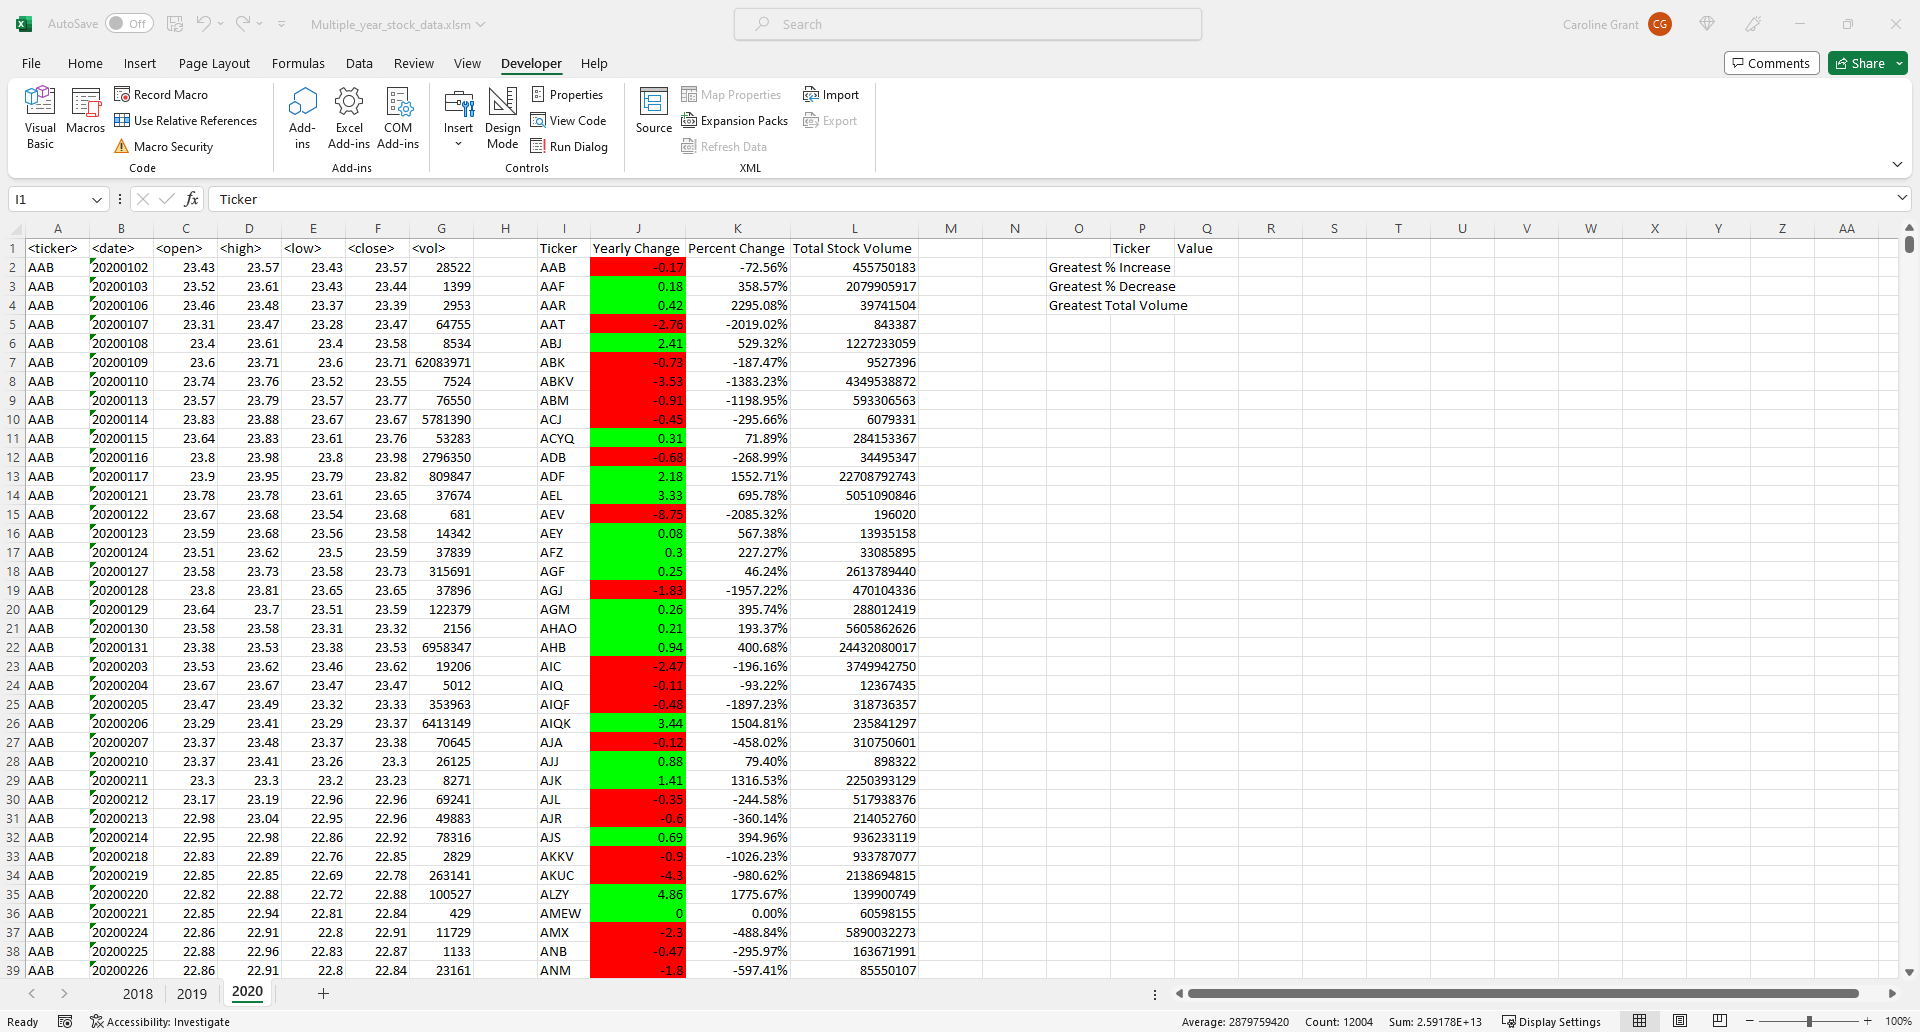 AutoSave Off Multiple_year_stock_data.xlsm Search Caroline Grant CG
File Home Insert Page Layout Formulas Data Review View Developer Help Comments Share
Visual Basic Macros Record Macro Use Relative References Macro Security Code
Add-ins Excel Add-ins COM Add-ins Add-ins
Insert Design Mode Properties View Code Run Dialog Controls
Source Map Properties Expansion Packs Refresh Data Import Export XML
I1 fx Ticker
A B C D E F G H I J K L M N O P Q R S T U V W X Y Z AA
1 <ticker> <date> <open> <high> <low> <close> <vol> Ticker Yearly Change Percent Change Total Stock Volume Ticker Value
2 AAB 20200102 23.43 23.57 23.43 23.57 28522 AAB -0.17 -72.56% 455750183 Greatest % Increase
3 AAB 20200103 23.52 23.61 23.43 23.44 1399 AAF 0.18 358.57% 2079905917 Greatest % Decrease
4 AAB 20200106 23.46 23.48 23.37 23.39 2953 AAR 0.42 2295.08% 39741504 Greatest Total Volume
5 AAB 20200107 23.31 23.47 23.28 23.47 64755 AAT -2.76 -2019.02% 843387
6 AAB 20200108 23.4 23.61 23.4 23.58 8534 ABJ 2.41 529.32% 1227233059
7 AAB 20200109 23.6 23.71 23.6 23.71 62083971 ABK -0.73 -187.47% 9527396
8 AAB 20200110 23.74 23.76 23.52 23.55 7524 ABKV -3.53 -1383.23% 4349538872
9 AAB 20200113 23.57 23.79 23.57 23.77 76550 ABM -0.91 -1198.95% 593306563
10 AAB 20200114 23.83 23.88 23.67 23.67 5781390 ACJ -0.45 -295.66% 6079331
11 AAB 20200115 23.64 23.83 23.61 23.76 53283 ACYQ 0.31 71.89% 284153367
12 AAB 20200116 23.8 23.98 23.8 23.98 2796350 ADB -0.68 -268.99% 34495347
13 AAB 20200117 23.9 23.95 23.79 23.82 809847 ADF 2.18 1552.71% 22708792743
14 AAB 20200121 23.78 23.78 23.61 23.65 37674 AEL 3.33 695.78% 5051090846
15 AAB 20200122 23.67 23.68 23.54 23.68 681 AEV -8.75 -2085.32% 196020
16 AAB 20200123 23.59 23.68 23.56 23.58 14342 AEY 0.08 567.38% 13935158
17 AAB 20200124 23.51 23.62 23.5 23.59 37839 AFZ 0.3 227.27% 33085895
18 AAB 20200127 23.58 23.73 23.58 23.73 315691 AGF 0.25 46.24% 2613789440
19 AAB 20200128 23.8 23.81 23.65 23.65 37896 AGJ -1.83 -1957.22% 470104336
20 AAB 20200129 23.64 23.7 23.51 23.59 122379 AGM 0.26 395.74% 288012419
21 AAB 20200130 23.58 23.58 23.31 23.32 2156 AHAO 0.21 193.37% 5605862626
22 AAB 20200131 23.38 23.53 23.38 23.53 6958347 AHB 0.94 400.68% 24432080017
23 AAB 20200203 23.53 23.62 23.46 23.62 19206 AIC -2.47 -196.16% 3749942750
24 AAB 20200204 23.67 23.67 23.47 23.47 5012 AIQ -0.11 -93.22% 12367435
25 AAB 20200205 23.47 23.49 23.32 23.33 353963 AIQF -0.48 -1897.23% 318736357
26 AAB 20200206 23.29 23.41 23.29 23.37 6413149 AIQK 3.44 1504.81% 235841297
27 AAB 20200207 23.37 23.48 23.37 23.38 70645 AJA -0.12 -458.02% 310750601
28 AAB 20200210 23.37 23.41 23.26 23.3 26125 AJJ 0.88 79.40% 898322
29 AAB 20200211 23.3 23.3 23.2 23.23 8271 AJK 1.41 1316.53% 2250393129
30 AAB 20200212 23.17 23.19 22.96 22.96 69241 AJL -0.35 -244.58% 517938376
31 AAB 20200213 22.98 23.04 22.95 22.96 49883 AJR -0.6 -360.14% 214052760
32 AAB 20200214 22.95 22.98 22.86 22.92 78316 AJS 0.69 394.96% 936233119
33 AAB 20200218 22.83 22.89 22.76 22.85 2829 AKKV -0.9 -1026.23% 933787077
34 AAB 20200219 22.85 22.85 22.69 22.78 263141 AKUC -4.3 -980.62% 2138694815
35 AAB 20200220 22.82 22.88 22.72 22.88 100527 ALZY 4.86 1775.67% 139900749
36 AAB 20200221 22.85 22.94 22.81 22.84 429 AMEW 0 0.00% 60598155
37 AAB 20200224 22.86 22.91 22.8 22.91 11729 AMX -2.3 -488.84% 5890032273
38 AAB 20200225 22.88 22.96 22.83 22.87 1133 ANB -0.47 -295.97% 163671991
39 AAB 20200226 22.86 22.91 22.8 22.84 23161 ANM -1.8 -597.41% 85550107
2018 2019 2020
Ready Accessibility: Investigate Average: 2879759420 Count: 12004 Sum: 2.59178E+13 Display Settings 100%